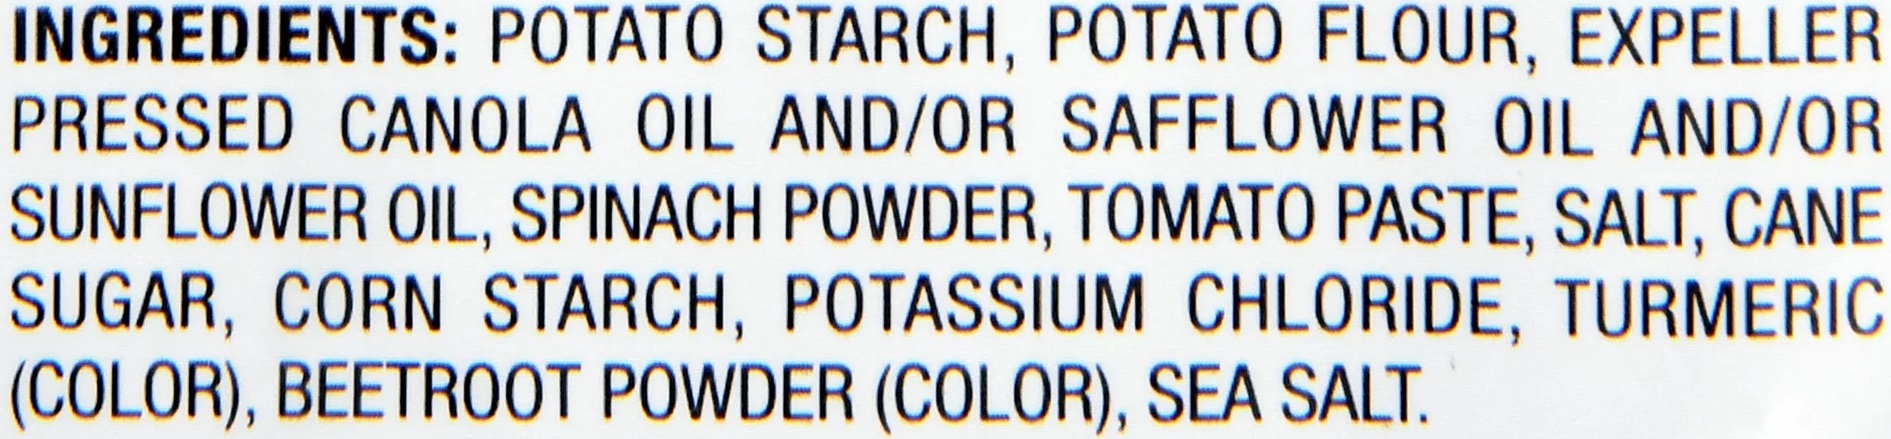 INGREDIENTS: POTATO STARCH, POTATO FLOUR, EXPELLER
PRESSED CANOLA OIL AND/OR SAFFLOWER OIL AND/OR
SUNFLOWER OIL, SPINACH POWDER, TOMATO PASTE, SALT, CANE
SUGAR, CORN STARCH, POTASSIUM CHLORIDE, TURMERIC
(COLOR), BEETROOT POWDER (COLOR), SEA SALT.